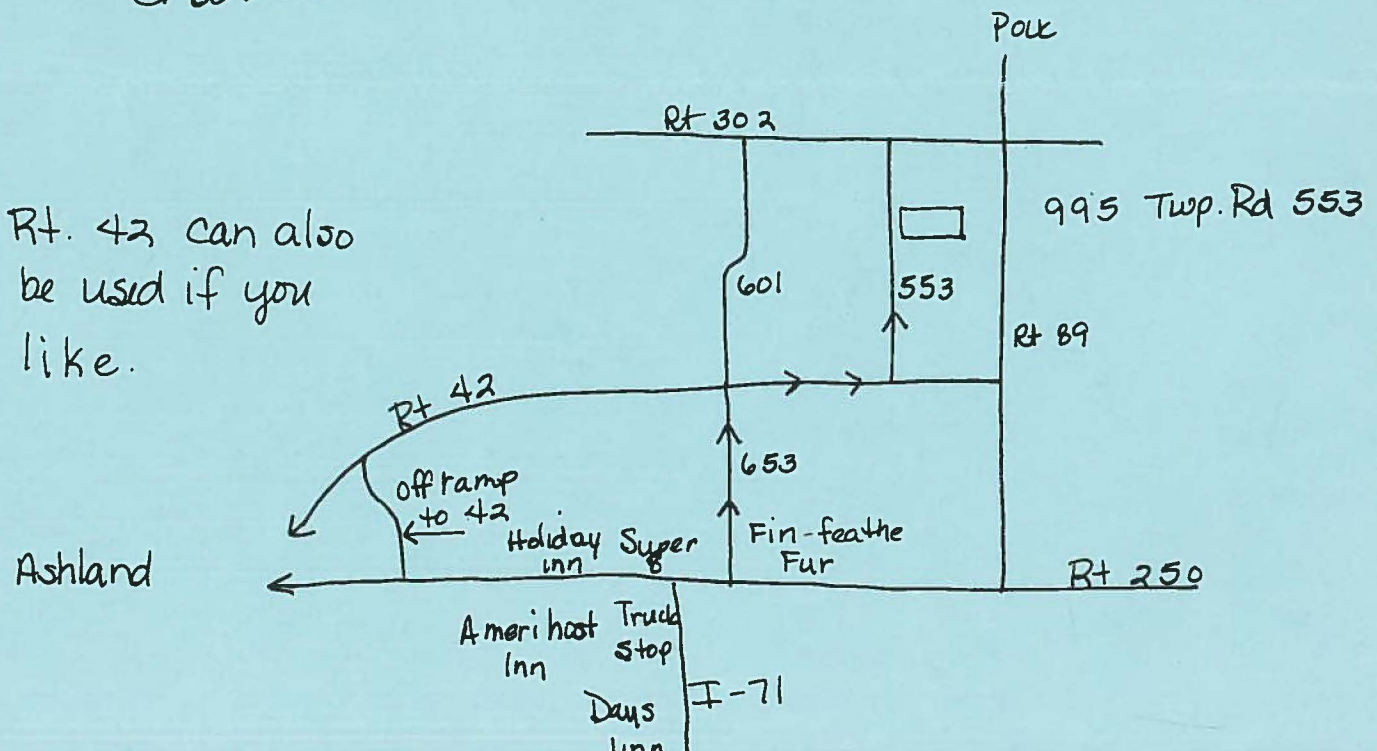 Polk
Rt 302
995 Twp. Rd 553
Rt. 42 can also
be used if you
like.
601
553
Rt 89
Rt 42
653
off ramp
to 42
Holiday
inn
Super
8
Fin-feathe
Fur
Ashland
Rt 250
Ameri host
Inn
Truck
stop
I-71
Days
Inn